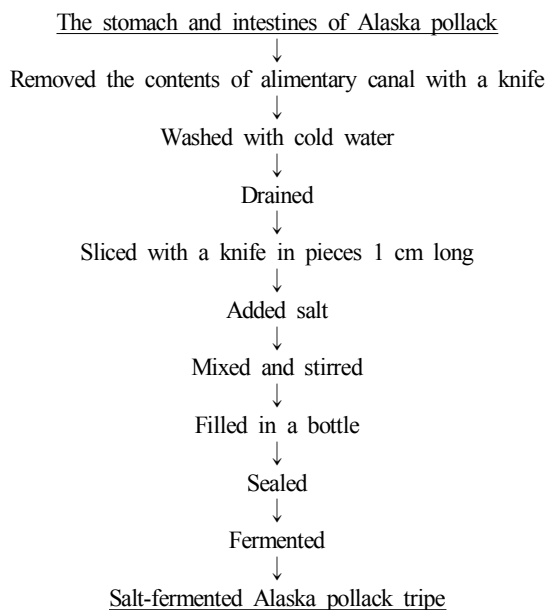 The stomach and intestines of Alaska pollack
↓
Removed the contents of alimentary canal with a knife
↓
Washed with cold water
↓
Drained
↓
Sliced with a knife in pieces 1 cm long
↓
Added salt
↓
Mixed and stirred
↓
Filled in a bottle
↓
Sealed
↓
Fermented
↓
Salt-fermented Alaska pollack tripe